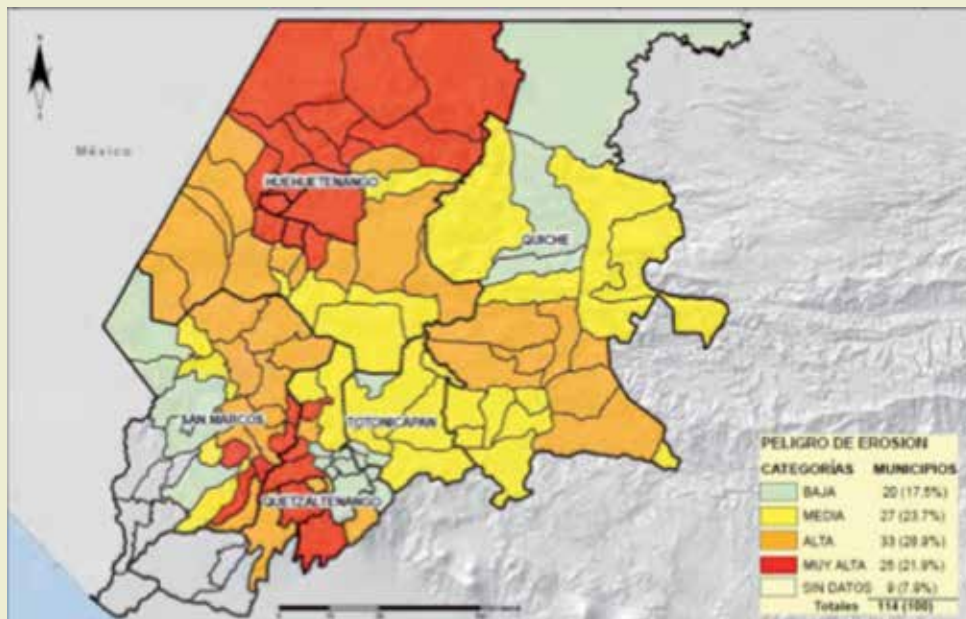 México
HUEHUETENANGO
QUICHE
SAN MARCOS
TOTONICAPAN
QUETZALTENANGO
PELIGRO DE EROSION
CATEGORÍAS MUNICIPIOS
BAJA 20 (17.5%)
MEDIA 27 (23.7%)
ALTA 33 (28.9%)
MUY ALTA 25 (21.9%)
SIN DATOS 9 (7.9%)
Totales 114 (100)